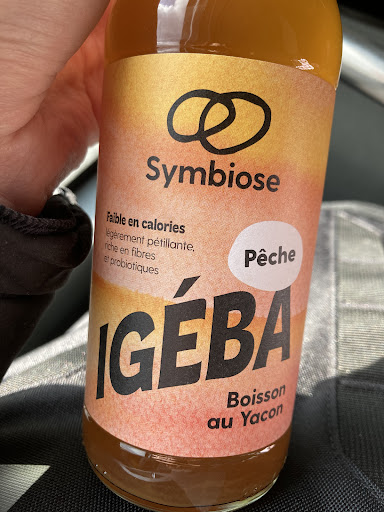 Symbiose
Faible en calories
légèrement pétillante,
riche en fibres
et probiotiques
Pêche
IGÉBA
Boisson
au Yacon